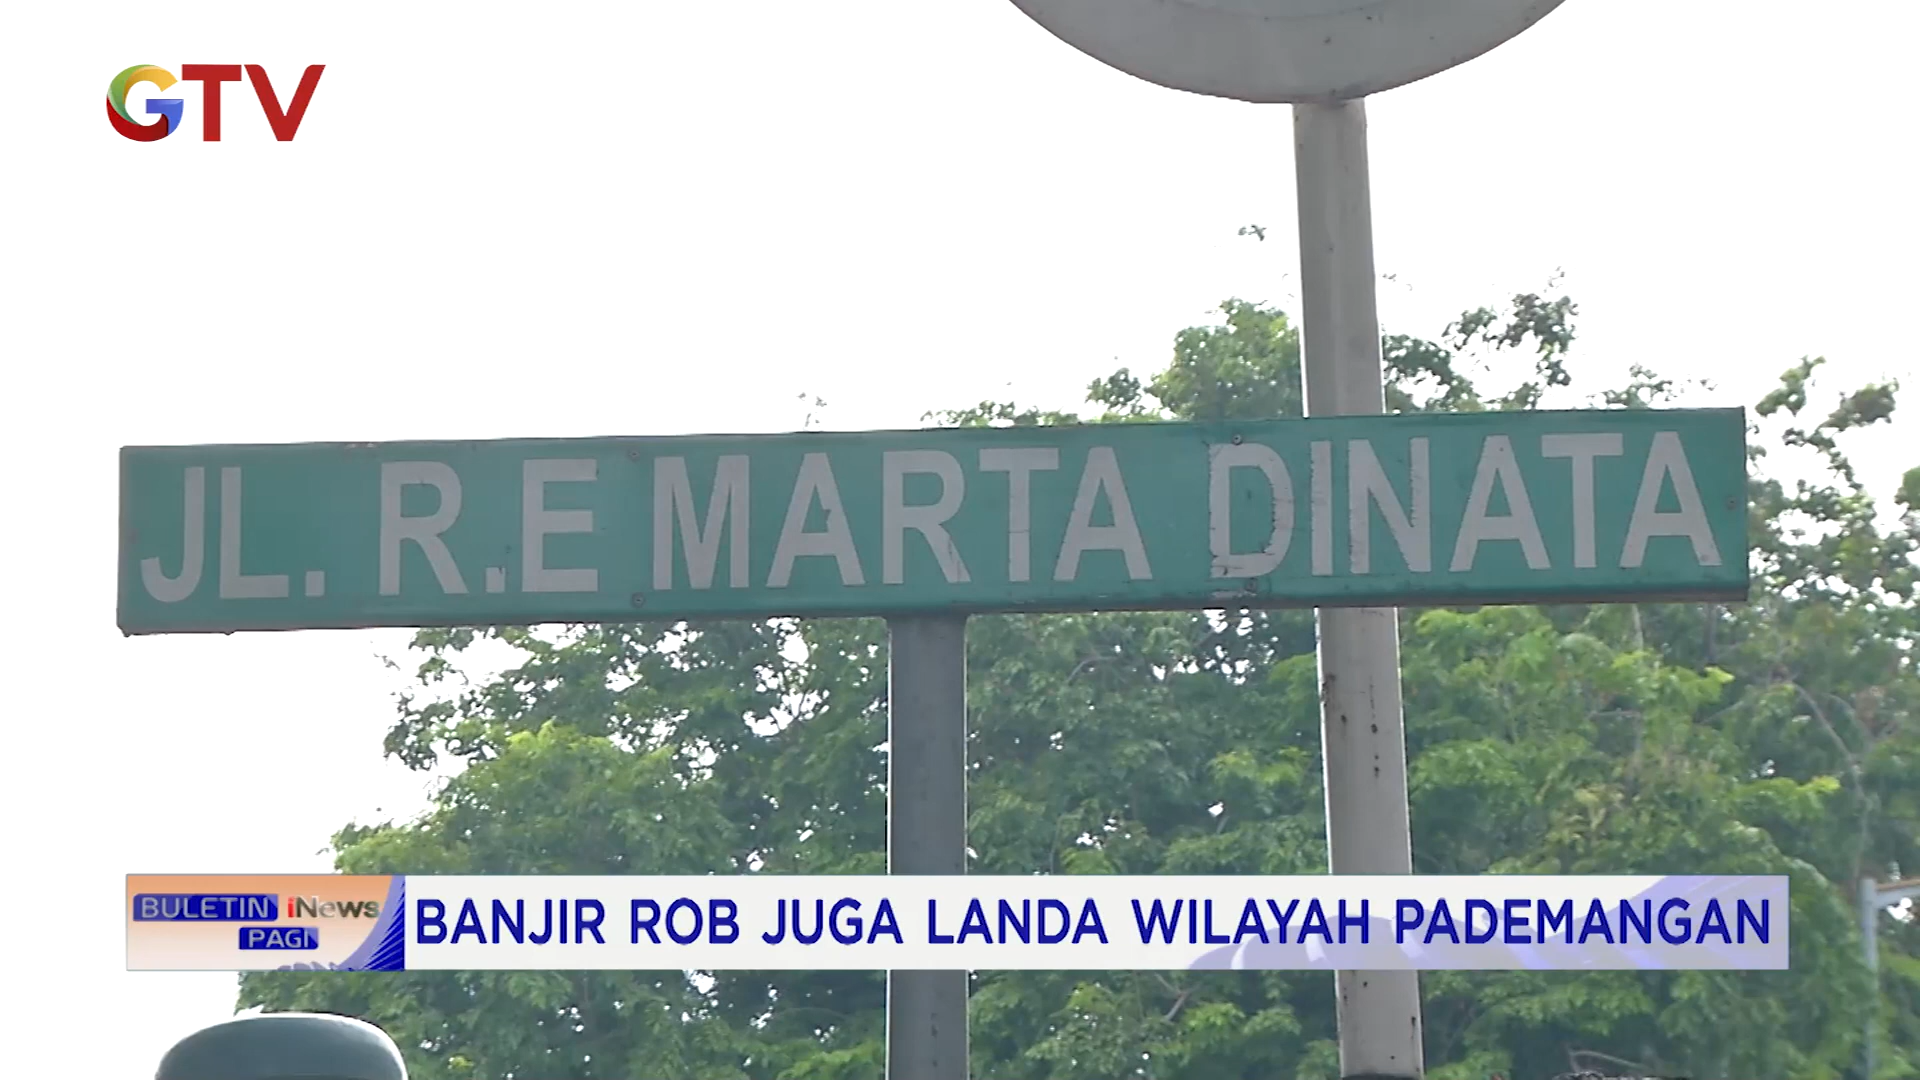 GTV
JL. R.E MARTA DINATA
BULETIN iNews
PAGI
BANJIR ROB JUGA LANDA WILAYAH PADEMANGAN